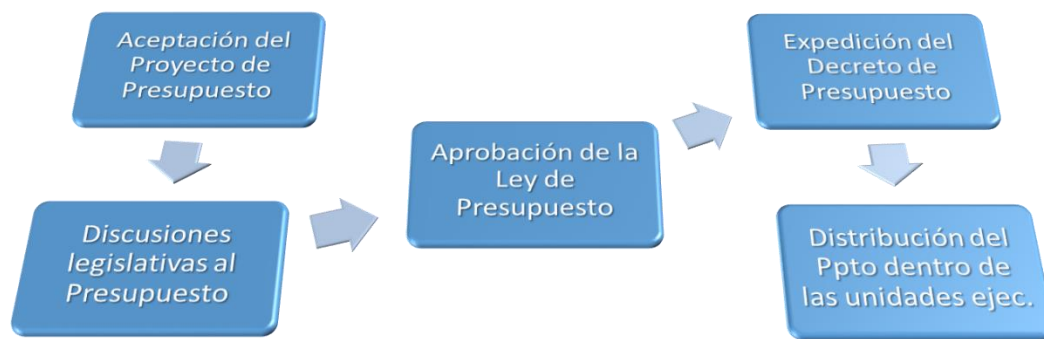 Aceptación del
Proyecto de
Presupuesto
Discusiones
legislativas al
Presupuesto
Aprobación de la
Ley de
Presupuesto
Expedición del
Decreto de
Presupuesto
Distribución del
Ppto dentro de
las unidades ejec.